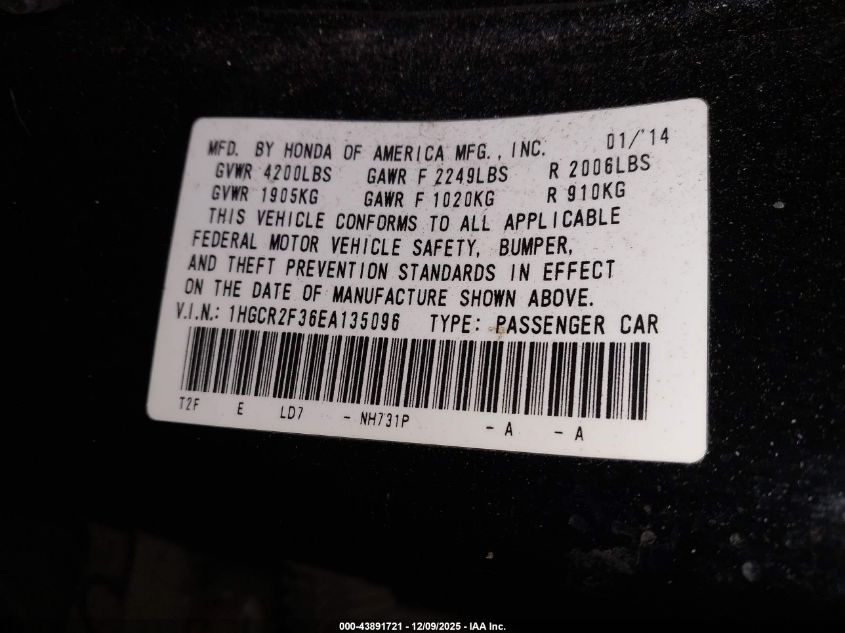 MFD. BY HONDA OF AMERICA MFG., INC. 01/'14
GVWR 4200LBS GAWR F 2249LBS R 2006LBS
GVWR 1905KG GAWR F 1020KG R 910KG
THIS VEHICLE CONFORMS TO ALL APPLICABLE
FEDERAL MOTOR VEHICLE SAFETY, BUMPER,
AND THEFT PREVENTION STANDARDS IN EFFECT
ON THE DATE OF MANUFACTURE SHOWN ABOVE.
V.I.N.: 1HGCR2F36EA135096 TYPE: PASSENGER CAR
T2F E LD7 - NH731P - A - A
000-43891721 - 12/09/2025 - IAA Inc.